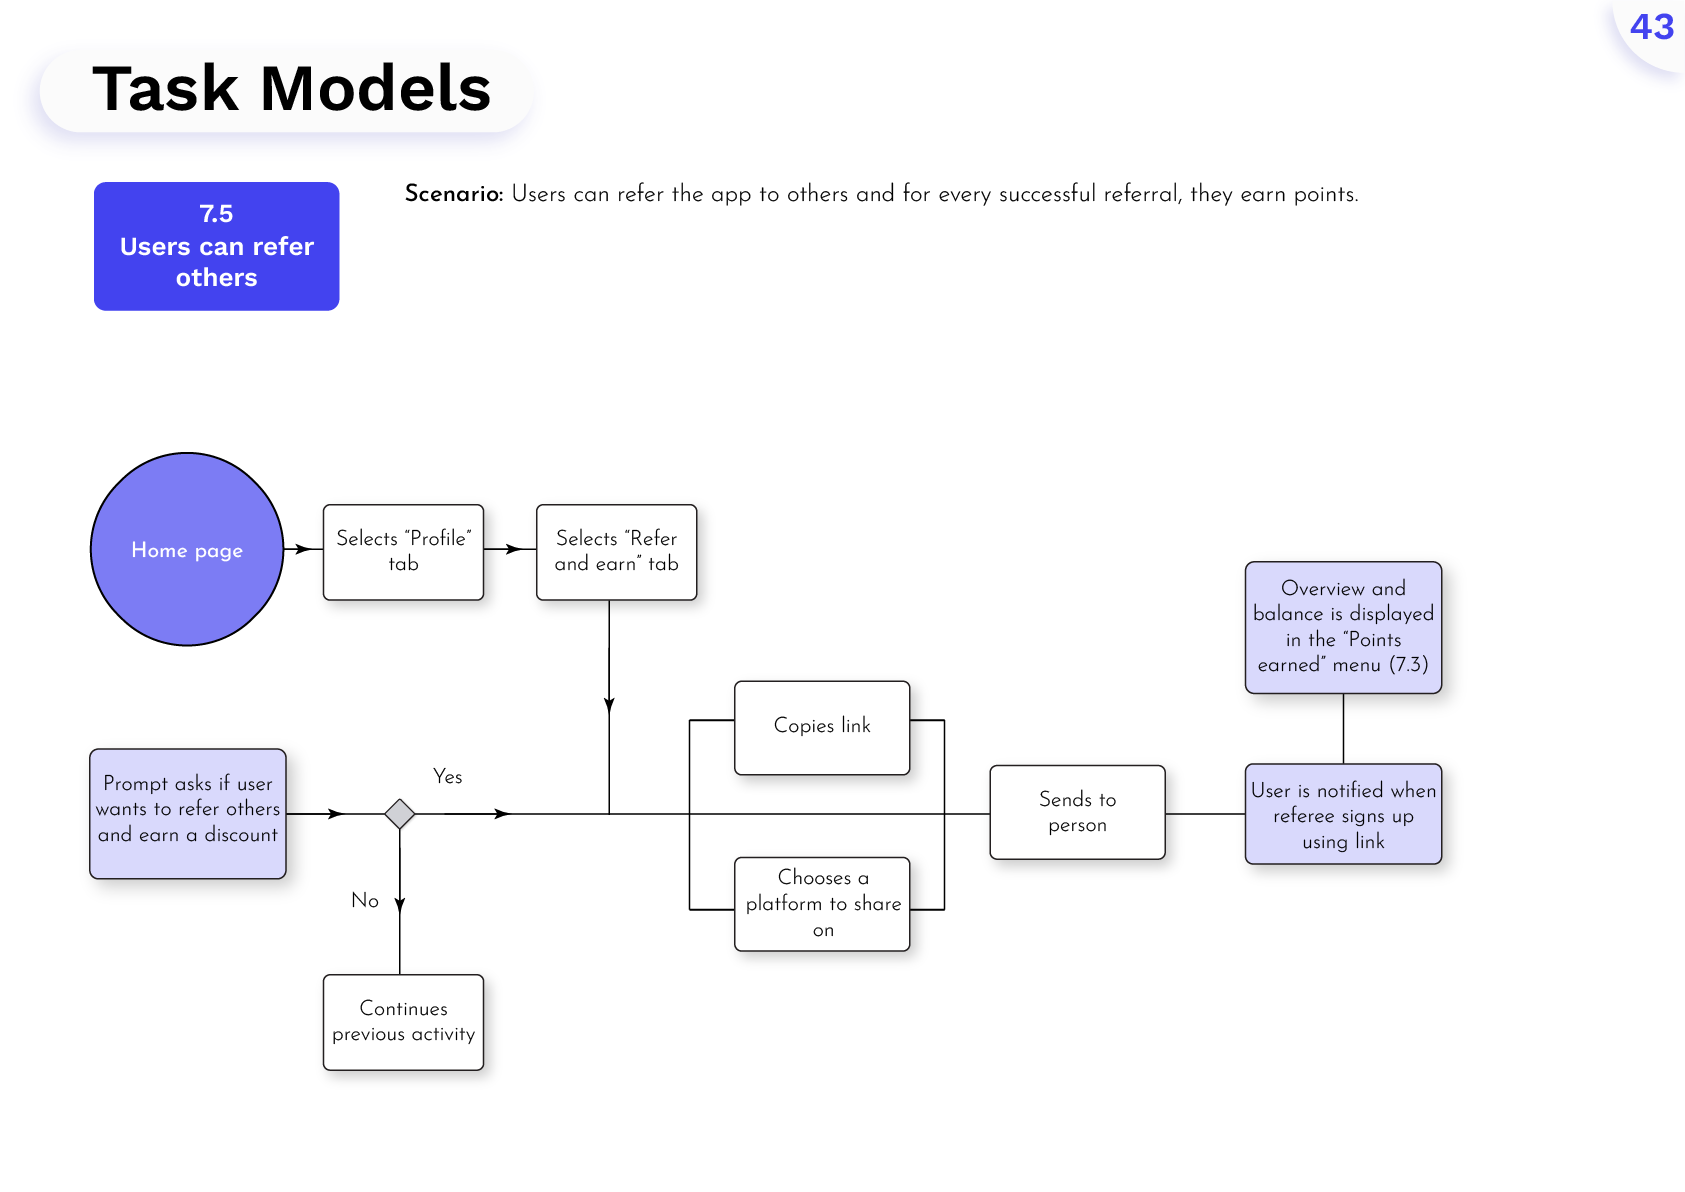 43
Task Models
7.5
Users can refer
others
Scenario: Users can refer the app to others and for every successful referral, they earn points.
Home page
Selects “Profile”
tab
Selects “Refer
and earn” tab
Overview and
balance is displayed
in the “Points
earned” menu (7.3)
Copies link
Prompt asks if user
wants to refer others
and earn a discount
Yes
Sends to
person
User is notified when
referee signs up
using link
No
Chooses a
platform to share
on
Continues
previous activity